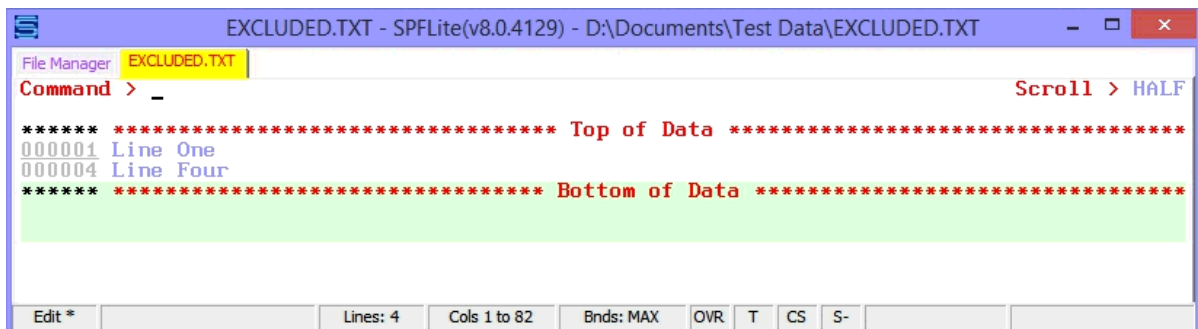 EXCLUDED.TXT - SPFLite(v8.0.4129) - D:\Documents\Test Data\EXCLUDED.TXT
File Manager EXCLUDED.TXT
Command > _ Scroll > HALF
****** ********************************** Top of Data ***********************************
000001 Line One
000004 Line Four
****** ********************************* Bottom of Data *********************************
Edit * Lines: 4 Cols 1 to 82 Bnds: MAX OVR T CS S-